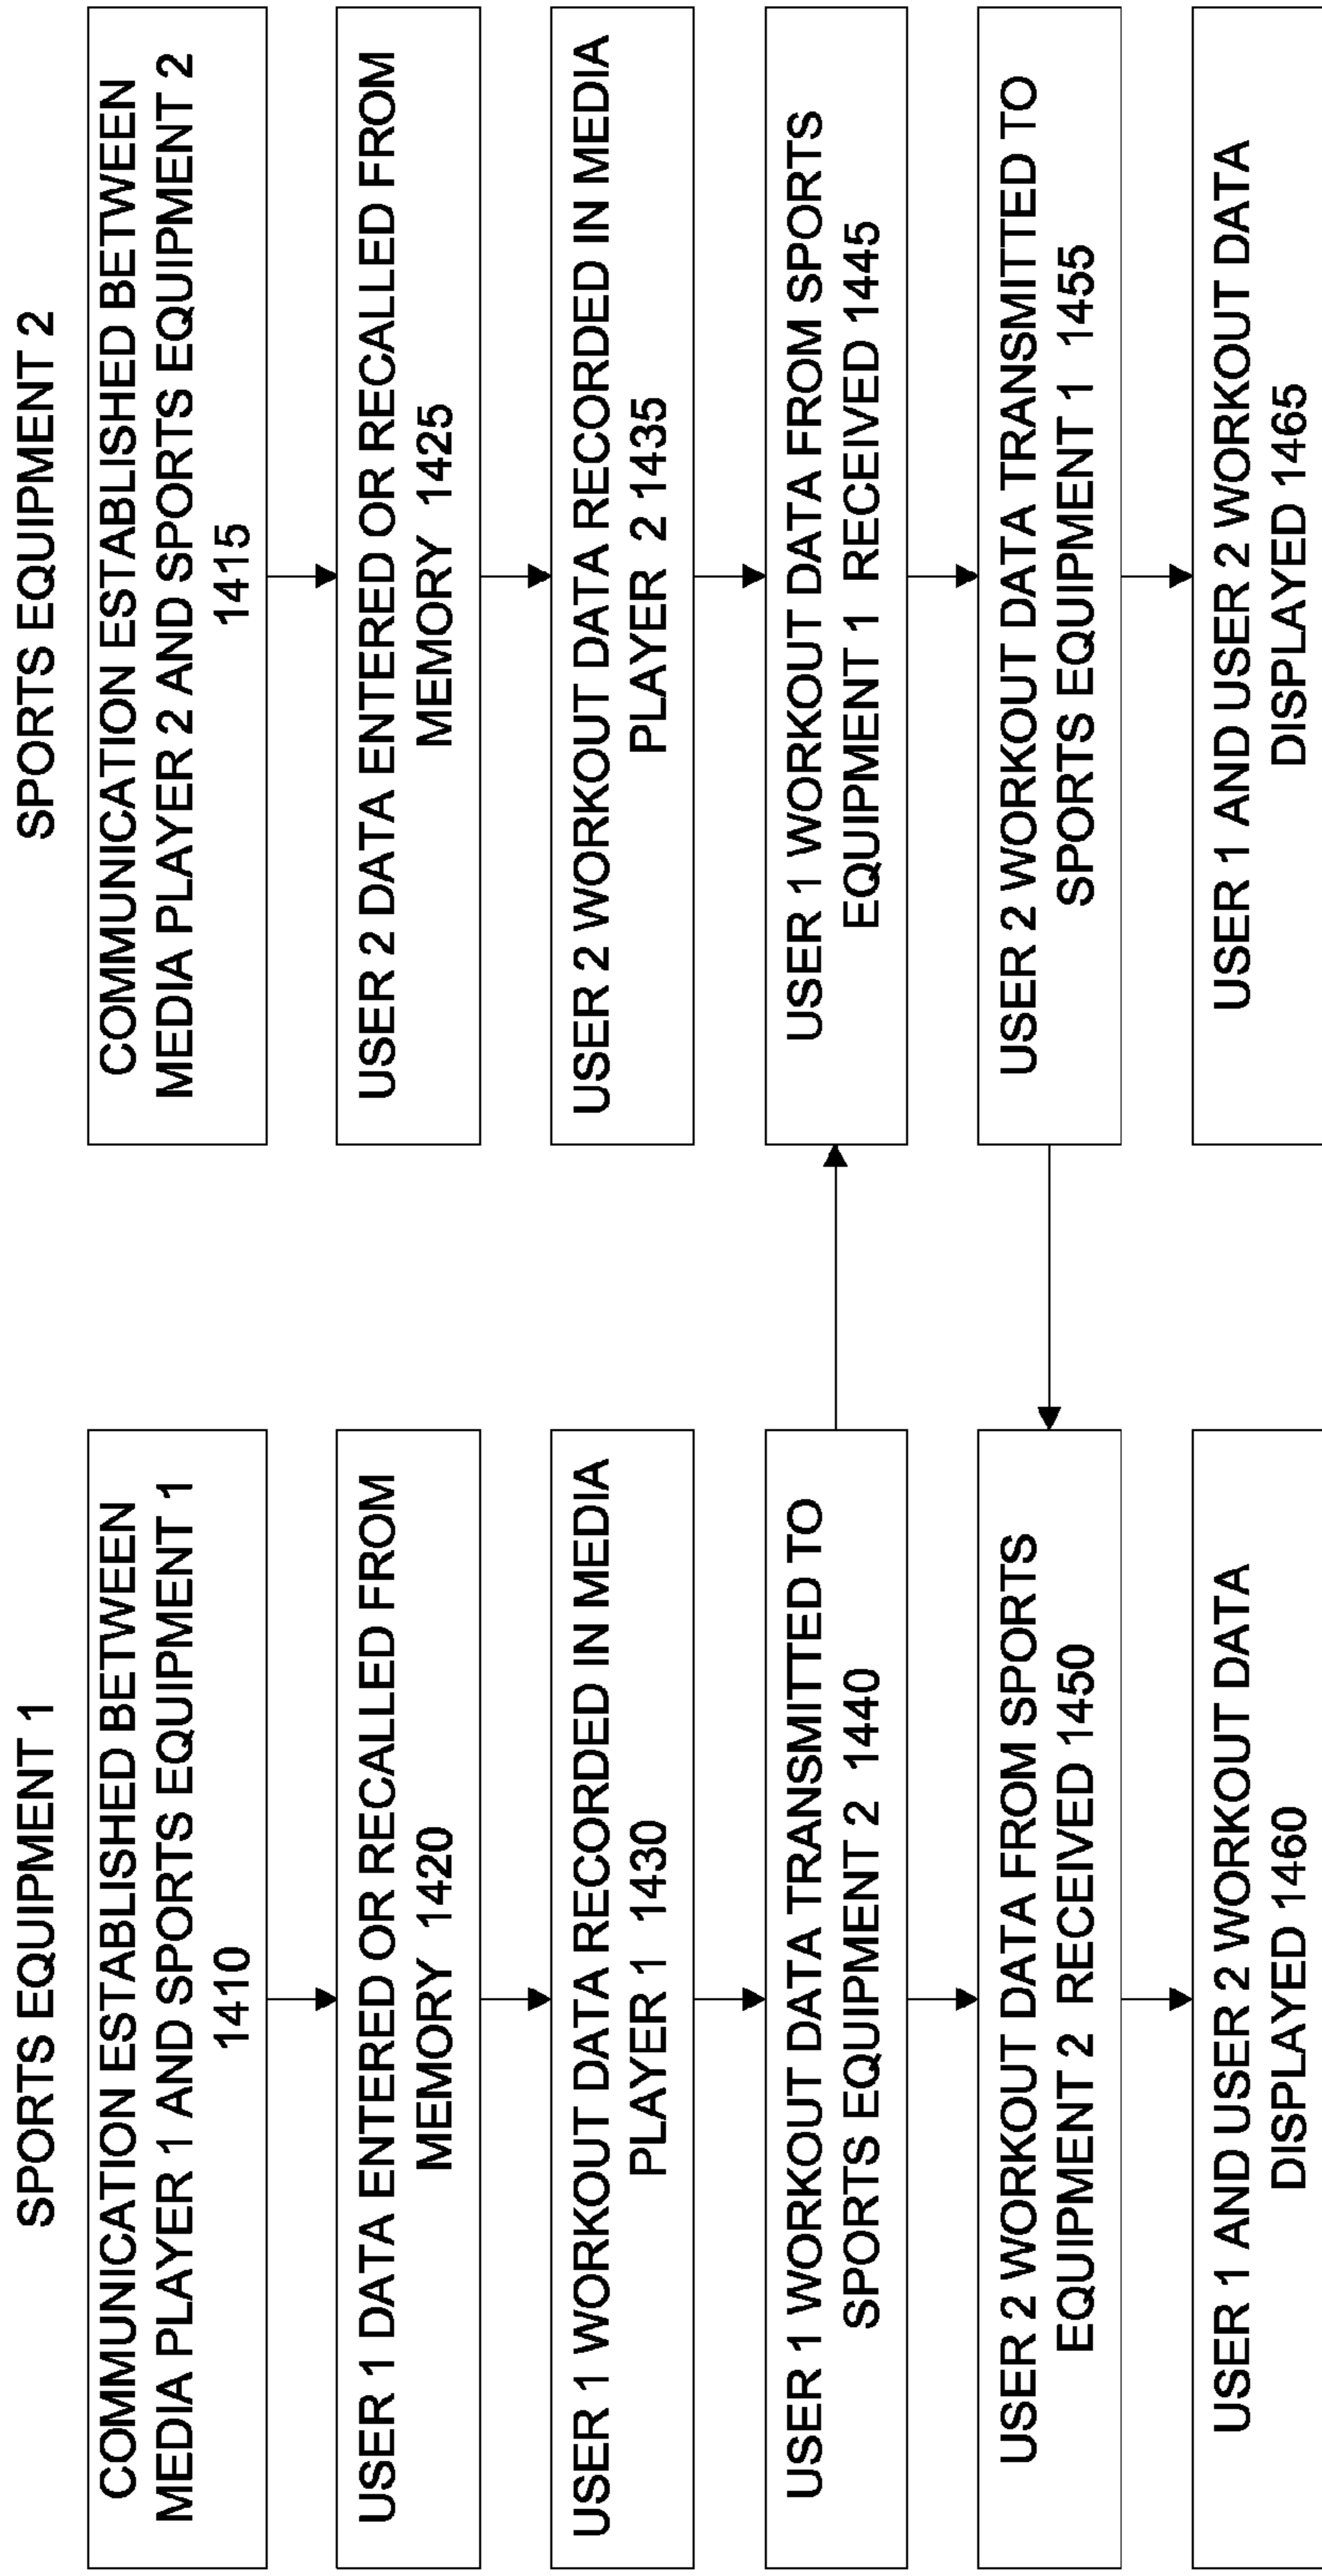 SPORTS EQUIPMENT 1
COMMUNICATION ESTABLISHED BETWEEN
MEDIA PLAYER 1 AND SPORTS EQUIPMENT 1
1410
USER 1 DATA ENTERED OR RECALLED FROM
MEMORY 1420
USER 1 WORKOUT DATA RECORDED IN MEDIA
PLAYER 1 1430
USER 1 WORKOUT DATA TRANSMITTED TO
SPORTS EQUIPMENT 2 1440
USER 2 WORKOUT DATA FROM SPORTS
EQUIPMENT 2 RECEIVED 1450
USER 1 AND USER 2 WORKOUT DATA
DISPLAYED 1460
SPORTS EQUIPMENT 2
COMMUNICATION ESTABLISHED BETWEEN
MEDIA PLAYER 2 AND SPORTS EQUIPMENT 2
1415
USER 2 DATA ENTERED OR RECALLED FROM
MEMORY 1425
USER 2 WORKOUT DATA RECORDED IN MEDIA
PLAYER 2 1435
USER 1 WORKOUT DATA FROM SPORTS
EQUIPMENT 1 RECEIVED 1445
USER 2 WORKOUT DATA TRANSMITTED TO
SPORTS EQUIPMENT 1 1455
USER 1 AND USER 2 WORKOUT DATA
DISPLAYED 1465